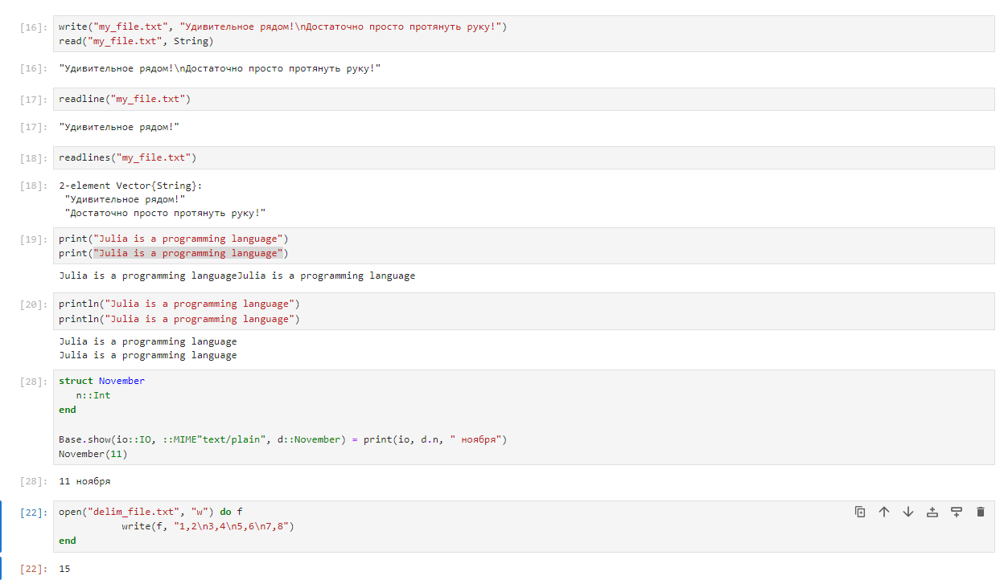 [16]: write("my_file.txt", "Удивительное рядом!\nДостаточно просто протянуть руку!")
read("my_file.txt", String)
[16]: "Удивительное рядом!\nДостаточно просто протянуть руку!"
[17]: readline("my_file.txt")
[17]: "Удивительное рядом!"
[18]: readlines("my_file.txt")
[18]: 2-element Vector{String}:
"Удивительное рядом!"
"Достаточно просто протянуть руку!"
[19]: print("Julia is a programming language")
print("Julia is a programming language")
Julia is a programming languageJulia is a programming language
[20]: println("Julia is a programming language")
println("Julia is a programming language")
Julia is a programming language
Julia is a programming language
[28]: struct November
n::Int
end
Base.show(io::IO, ::MIME"text/plain", d::November) = print(io, d.n, " ноября")
November(11)
[28]: 11 ноября
[22]: open("delim_file.txt", "w") do f
write(f, "1,2\n3,4\n5,6\n7,8")
end
[22]: 15